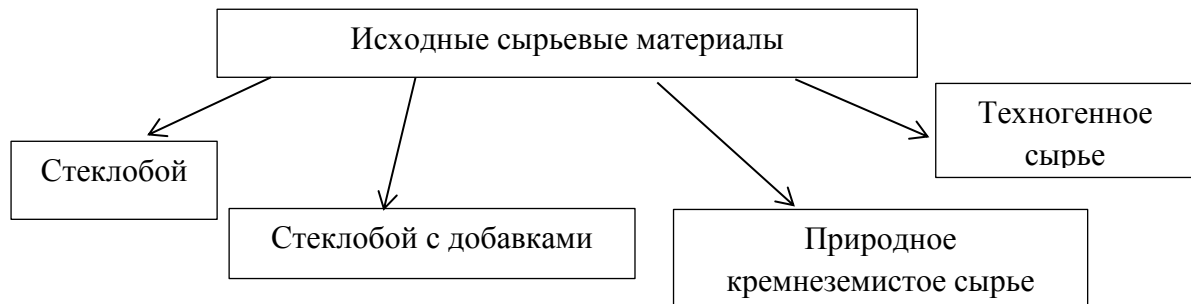 Исходные сырьевые материалы
Стеклобой
Стеклобой с добавками
Природное
кремнеземистое сырье
Техногенное
сырье